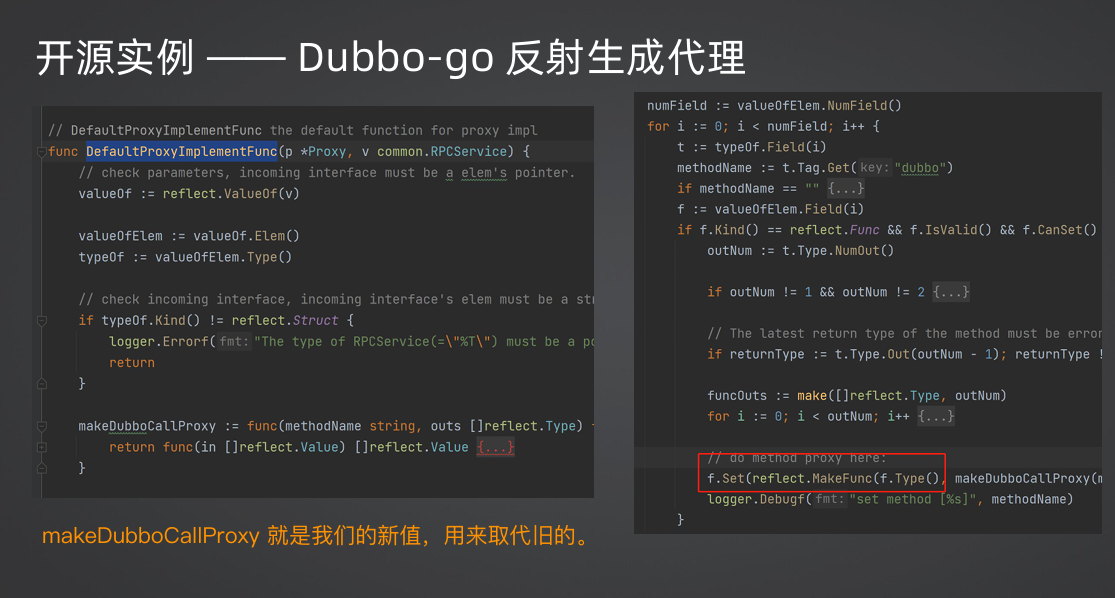 开源实例 —— Dubbo-go 反射生成代理
// DefaultProxyImplementFunc the default function for proxy impl
func DefaultProxyImplementFunc(p *Proxy, v common.RPCService) {
// check parameters, incoming interface must be a elem's pointer.
valueOf := reflect.ValueOf(v)
valueOfElem := valueOf.Elem()
typeOf := valueOfElem.Type()
// check incoming interface, incoming interface's elem must be a str
if typeOf.Kind() != reflect.Struct {
logger.Errorf( fmt: "The type of RPCService(=\"%T\") must be a po
return
}
makeDubboCallProxy := func(methodName string, outs []reflect.Type)
return func(in []reflect.Value) []reflect.Value {...}
}
makeDubboCallProxy 就是我们的新值，用来取代旧的。
numField := valueOfElem.NumField()
for i := 0; i < numField; i++ {
t := typeOf.Field(i)
methodName := t.Tag.Get( key: "dubbo")
if methodName == "" {...}
f := valueOfElem.Field(i)
if f.Kind() == reflect.Func && f.IsValid() && f.CanSet()
outNum := t.Type.NumOut()
if outNum != 1 && outNum != 2 {...}
// The latest return type of the method must be error
if returnType := t.Type.Out(outNum - 1); returnType !
funcOuts := make([]reflect.Type, outNum)
for i := 0; i < outNum; i++ {...}
// do method proxy here:
f.Set(reflect.MakeFunc(f.Type(), makeDubboCallProxy(m
logger.Debugf( fmt: "set method [%s]", methodName)
}